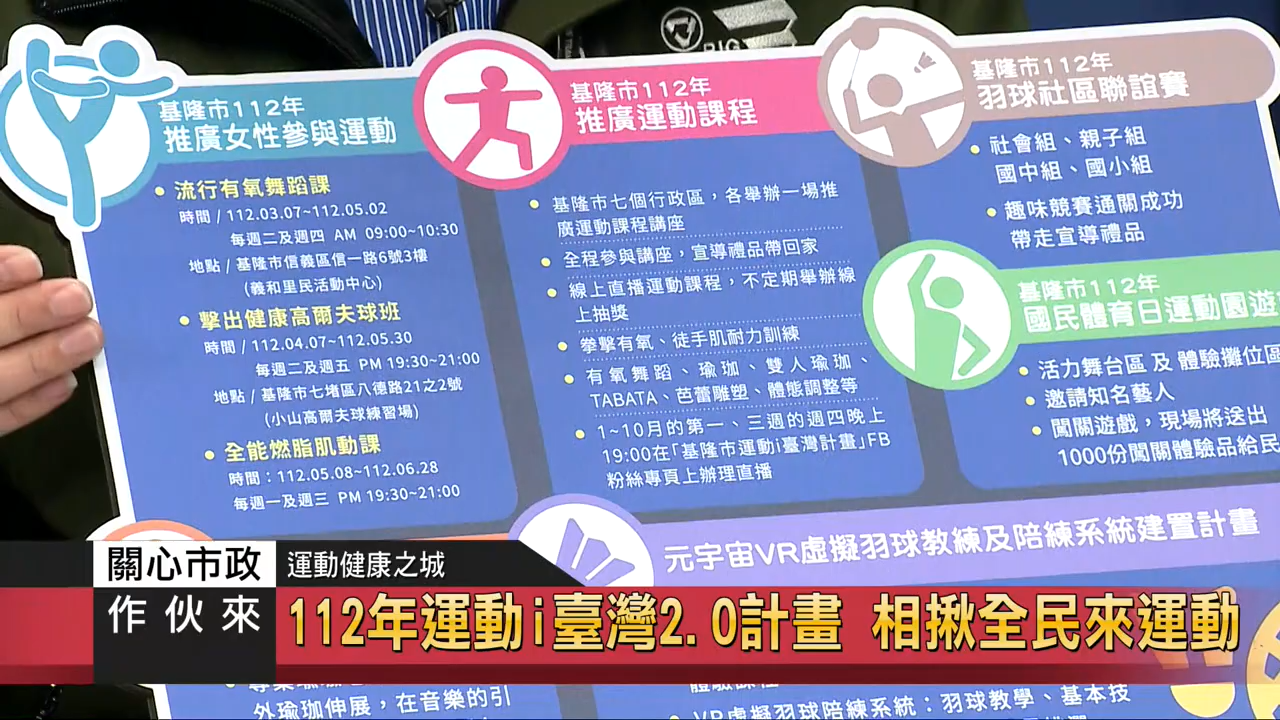 BIG
基隆市112年
推廣女性參與運動
流行有氧舞蹈課
時間 / 112.03.07~112.05.02
每週二及週四 AM 09:00~10:30
地點 / 基隆市信義區信一路6號3樓
(義和里民活動中心)
擊出健康高爾夫球班
時間 / 112.04.07~112.05.30
每週二及週五 PM 19:30~21:00
地點 / 基隆市七堵區八德路21之2號
(小山高爾夫球練習場)
全能燃脂肌動課
時間：112.05.08~112.06.28
每週一及週三 PM 19:30~21:00
基隆市112年
推廣運動課程
基隆市七個行政區，各舉辦一場推
廣運動課程講座
全程參與講座，宣導禮品帶回家
線上直播運動課程，不定期舉辦線
上抽獎
拳擊有氧、徒手肌耐力訓練
有氧舞蹈、瑜珈、雙人瑜珈、
TABATA、芭蕾雕塑、體態調整等
1~10月的第一、三週的週四晚上
19:00在「基隆市運動i臺灣計畫」FB
粉絲專頁上辦理直播
基隆市112年
羽球社區聯誼賽
社會組、親子組
國中組、國小組
趣味競賽通關成功
帶走宣導禮品
基隆市112年
國民體育日運動園遊
活力舞台區 及 體驗攤位區
邀請知名藝人
闖關遊戲，現場將送出
1000份闖關體驗品給民
元宇宙VR虛擬羽球教練及陪練系統建置計畫
關心市政
作伙來
運動健康之城
112年運動i臺灣2.0計畫 相揪全民來運動
外瑜珈伸展，在音樂的引
VR虛擬羽球陪練系統：羽球教學、基本技